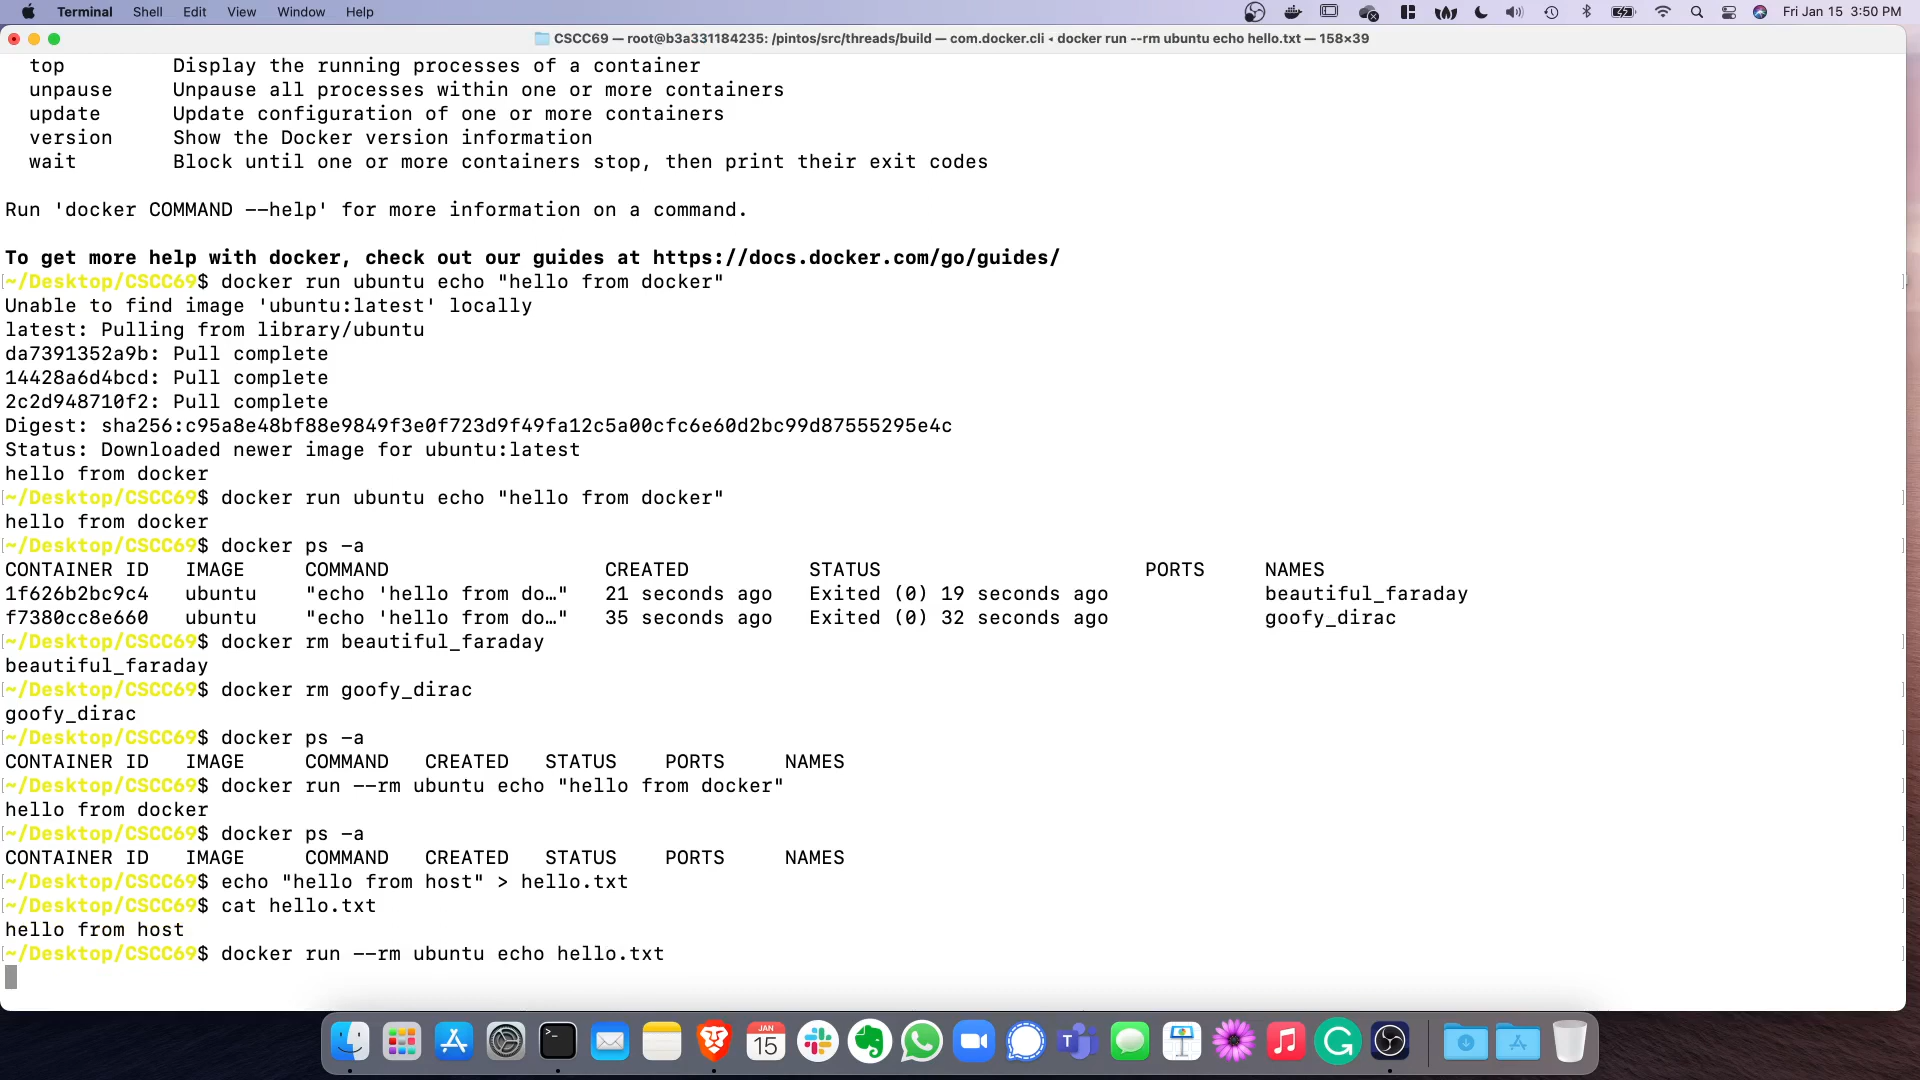 Terminal Shell Edit View Window Help Fri Jan 15 3:50 PM
CSCC69 — root@b3a331184235: /pintos/src/threads/build — com.docker.cli ◂ docker run --rm ubuntu echo hello.txt — 158×39
top Display the running processes of a container
unpause Unpause all processes within one or more containers
update Update configuration of one or more containers
version Show the Docker version information
wait Block until one or more containers stop, then print their exit codes
Run 'docker COMMAND --help' for more information on a command.
To get more help with docker, check out our guides at https://docs.docker.com/go/guides/
[~/Desktop/CSCC69$ docker run ubuntu echo "hello from docker" ]
Unable to find image 'ubuntu:latest' locally
latest: Pulling from library/ubuntu
da7391352a9b: Pull complete
14428a6d4bcd: Pull complete
2c2d948710f2: Pull complete
Digest: sha256:c95a8e48bf88e9849f3e0f723d9f49fa12c5a00cfc6e60d2bc99d87555295e4c
Status: Downloaded newer image for ubuntu:latest
hello from docker
[~/Desktop/CSCC69$ docker run ubuntu echo "hello from docker" ]
hello from docker
[~/Desktop/CSCC69$ docker ps -a ]
CONTAINER ID IMAGE COMMAND CREATED STATUS PORTS NAMES
1f626b2bc9c4 ubuntu "echo 'hello from do…" 21 seconds ago Exited (0) 19 seconds ago beautiful_faraday
f7380cc8e660 ubuntu "echo 'hello from do…" 35 seconds ago Exited (0) 32 seconds ago goofy_dirac
[~/Desktop/CSCC69$ docker rm beautiful_faraday ]
beautiful_faraday
[~/Desktop/CSCC69$ docker rm goofy_dirac ]
goofy_dirac
[~/Desktop/CSCC69$ docker ps -a ]
CONTAINER ID IMAGE COMMAND CREATED STATUS PORTS NAMES
[~/Desktop/CSCC69$ docker run --rm ubuntu echo "hello from docker" ]
hello from docker
[~/Desktop/CSCC69$ docker ps -a ]
CONTAINER ID IMAGE COMMAND CREATED STATUS PORTS NAMES
[~/Desktop/CSCC69$ echo "hello from host" > hello.txt ]
[~/Desktop/CSCC69$ cat hello.txt ]
hello from host
[~/Desktop/CSCC69$ docker run --rm ubuntu echo hello.txt ]
JAN
15